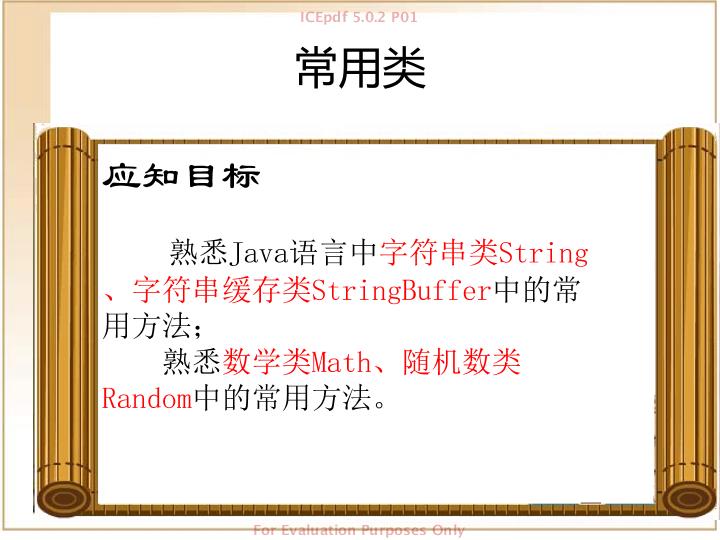 ICEpdf 5.0.2 P01
常用类
应知目标
熟悉Java语言中字符串类String
、字符串缓存类StringBuffer中的常
用方法;
熟悉数学类Math、随机数类
Random中的常用方法。
For Evaluation Purposes Only